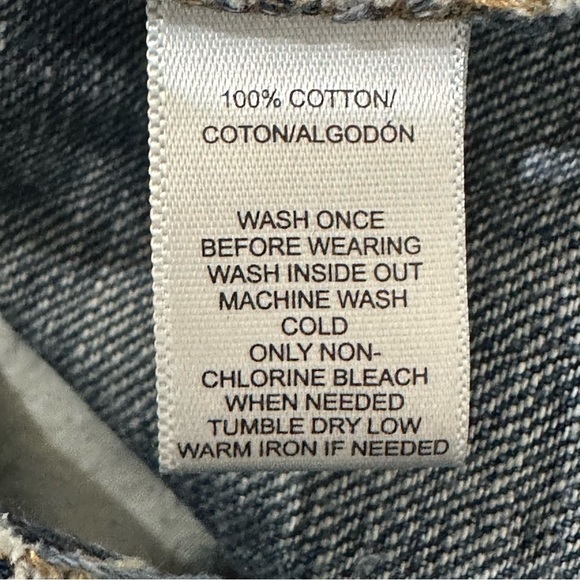 100% COTTON/
COTON/ALGODÓN
WASH ONCE
BEFORE WEARING
WASH INSIDE OUT
MACHINE WASH
COLD
ONLY NON-
CHLORINE BLEACH
WHEN NEEDED
TUMBLE DRY LOW
WARM IRON IF NEEDED